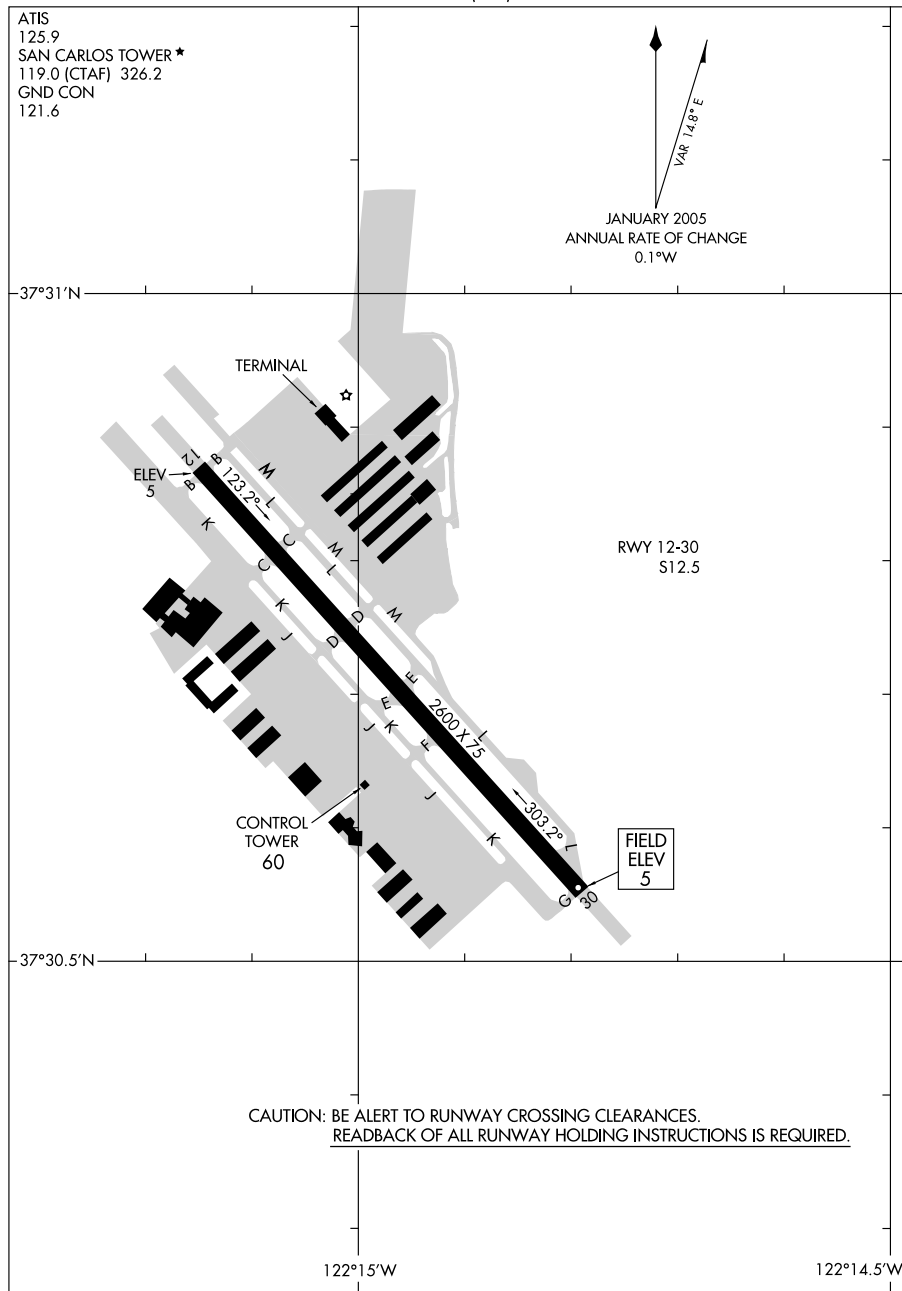 ATIS
125.9
SAN CARLOS TOWER★
119.0 (CTAF) 326.2
GND CON
121.6
VAR 14.8° E
JANUARY 2005
ANNUAL RATE OF CHANGE
0.1°W
37°31'N
TERMINAL
ELEV
5
12
B
B
123.2°
M
L
K
C
C
M
L
RWY 12-30
S12.5
K
J
D
D
M
E
E
2600 X 75
L
J
K
F
J
K
303.2°
L
CONTROL
TOWER
60
FIELD
ELEV
5
G
30
37°30.5'N
CAUTION: BE ALERT TO RUNWAY CROSSING CLEARANCES.
READBACK OF ALL RUNWAY HOLDING INSTRUCTIONS IS REQUIRED.
122°15'W
122°14.5'W